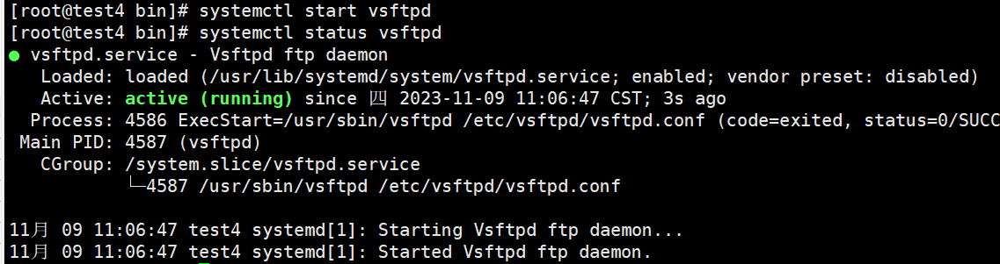 [root@test4 bin]# systemctl start vsftpd
[root@test4 bin]# systemctl status vsftpd
● vsftpd.service - Vsftpd ftp daemon
   Loaded: loaded (/usr/lib/systemd/system/vsftpd.service; enabled; vendor preset: disabled)
   Active: active (running) since 四 2023-11-09 11:06:47 CST; 3s ago
  Process: 4586 ExecStart=/usr/sbin/vsftpd /etc/vsftpd/vsftpd.conf (code=exited, status=0/SUCC
 Main PID: 4587 (vsftpd)
   CGroup: /system.slice/vsftpd.service
           └─4587 /usr/sbin/vsftpd /etc/vsftpd/vsftpd.conf
11月 09 11:06:47 test4 systemd[1]: Starting Vsftpd ftp daemon...
11月 09 11:06:47 test4 systemd[1]: Started Vsftpd ftp daemon.